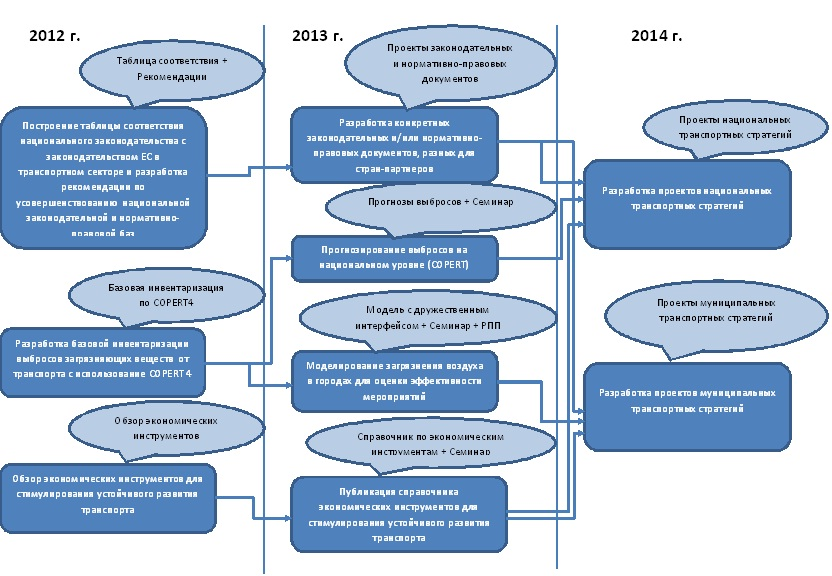 2012 г.
2013 г.
2014 г.
Таблица соответствия +
Рекомендации
Построение таблицы соответствия
национального законодательства с
законодательством ЕС в
транспортном секторе и разработка
рекомендации по
усовершенствованию национальной
законодательной и нормативно-
правовой баз
Базовая инвентаризация
по COPERT4
Разработка базовой инвентаризации
выбросов загрязняющих веществ от
транспорта с использование COPERT 4
Обзор экономических
инструментов
Обзор экономических инструментов для
стимулирования устойчивого развития
транспорта
Проекты законодательных
и нормативно-правовых
документов
Разработка конкретных
законодательных и/или нормативно-
правовых документов, разных для
стран-партнеров
Прогнозы выбросов + Семинар
Прогнозирование выбросов на
национальном уровне (COPERT)
Модель с дружественным
интерфейсом + Семинар + РПП
Моделирование загрязнения воздуха
в городах для оценки эффективности
мероприятий
Справочник по экономическим
инструментам + Семинар
Публикация справочника
экономических инструментов для
стимулирования устойчивого развития
транспорта
Проекты национальных
транспортных стратегий
Разработка проектов национальных
транспортных стратегий
Проекты муниципальных
транспортных стратегий
Разработка проектов муниципальных
транспортных стратегий